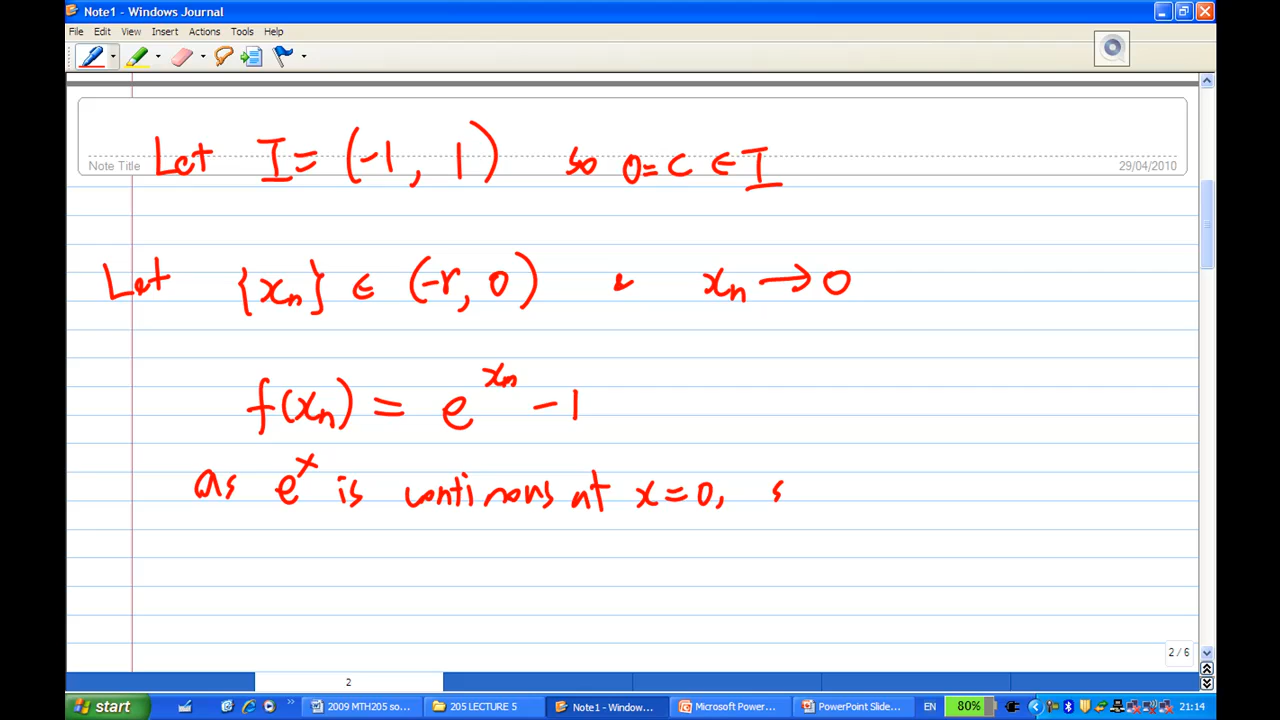 Note1 - Windows Journal
File Edit View Insert Actions Tools Help
Note Title
29/04/2010
Let I = (-1, 1) so 0 = c ∈ I
Let {xₙ} ∈ (-r, 0) & xₙ → 0
f(xₙ) = e^{xₙ} - 1
as e^x is continous at x = 0, s
2 / 6
2
start
2009 MTH205 so...
205 LECTURE 5
Note1 - Window...
Microsoft PowerP...
PowerPoint Slide...
EN
80%
21:14